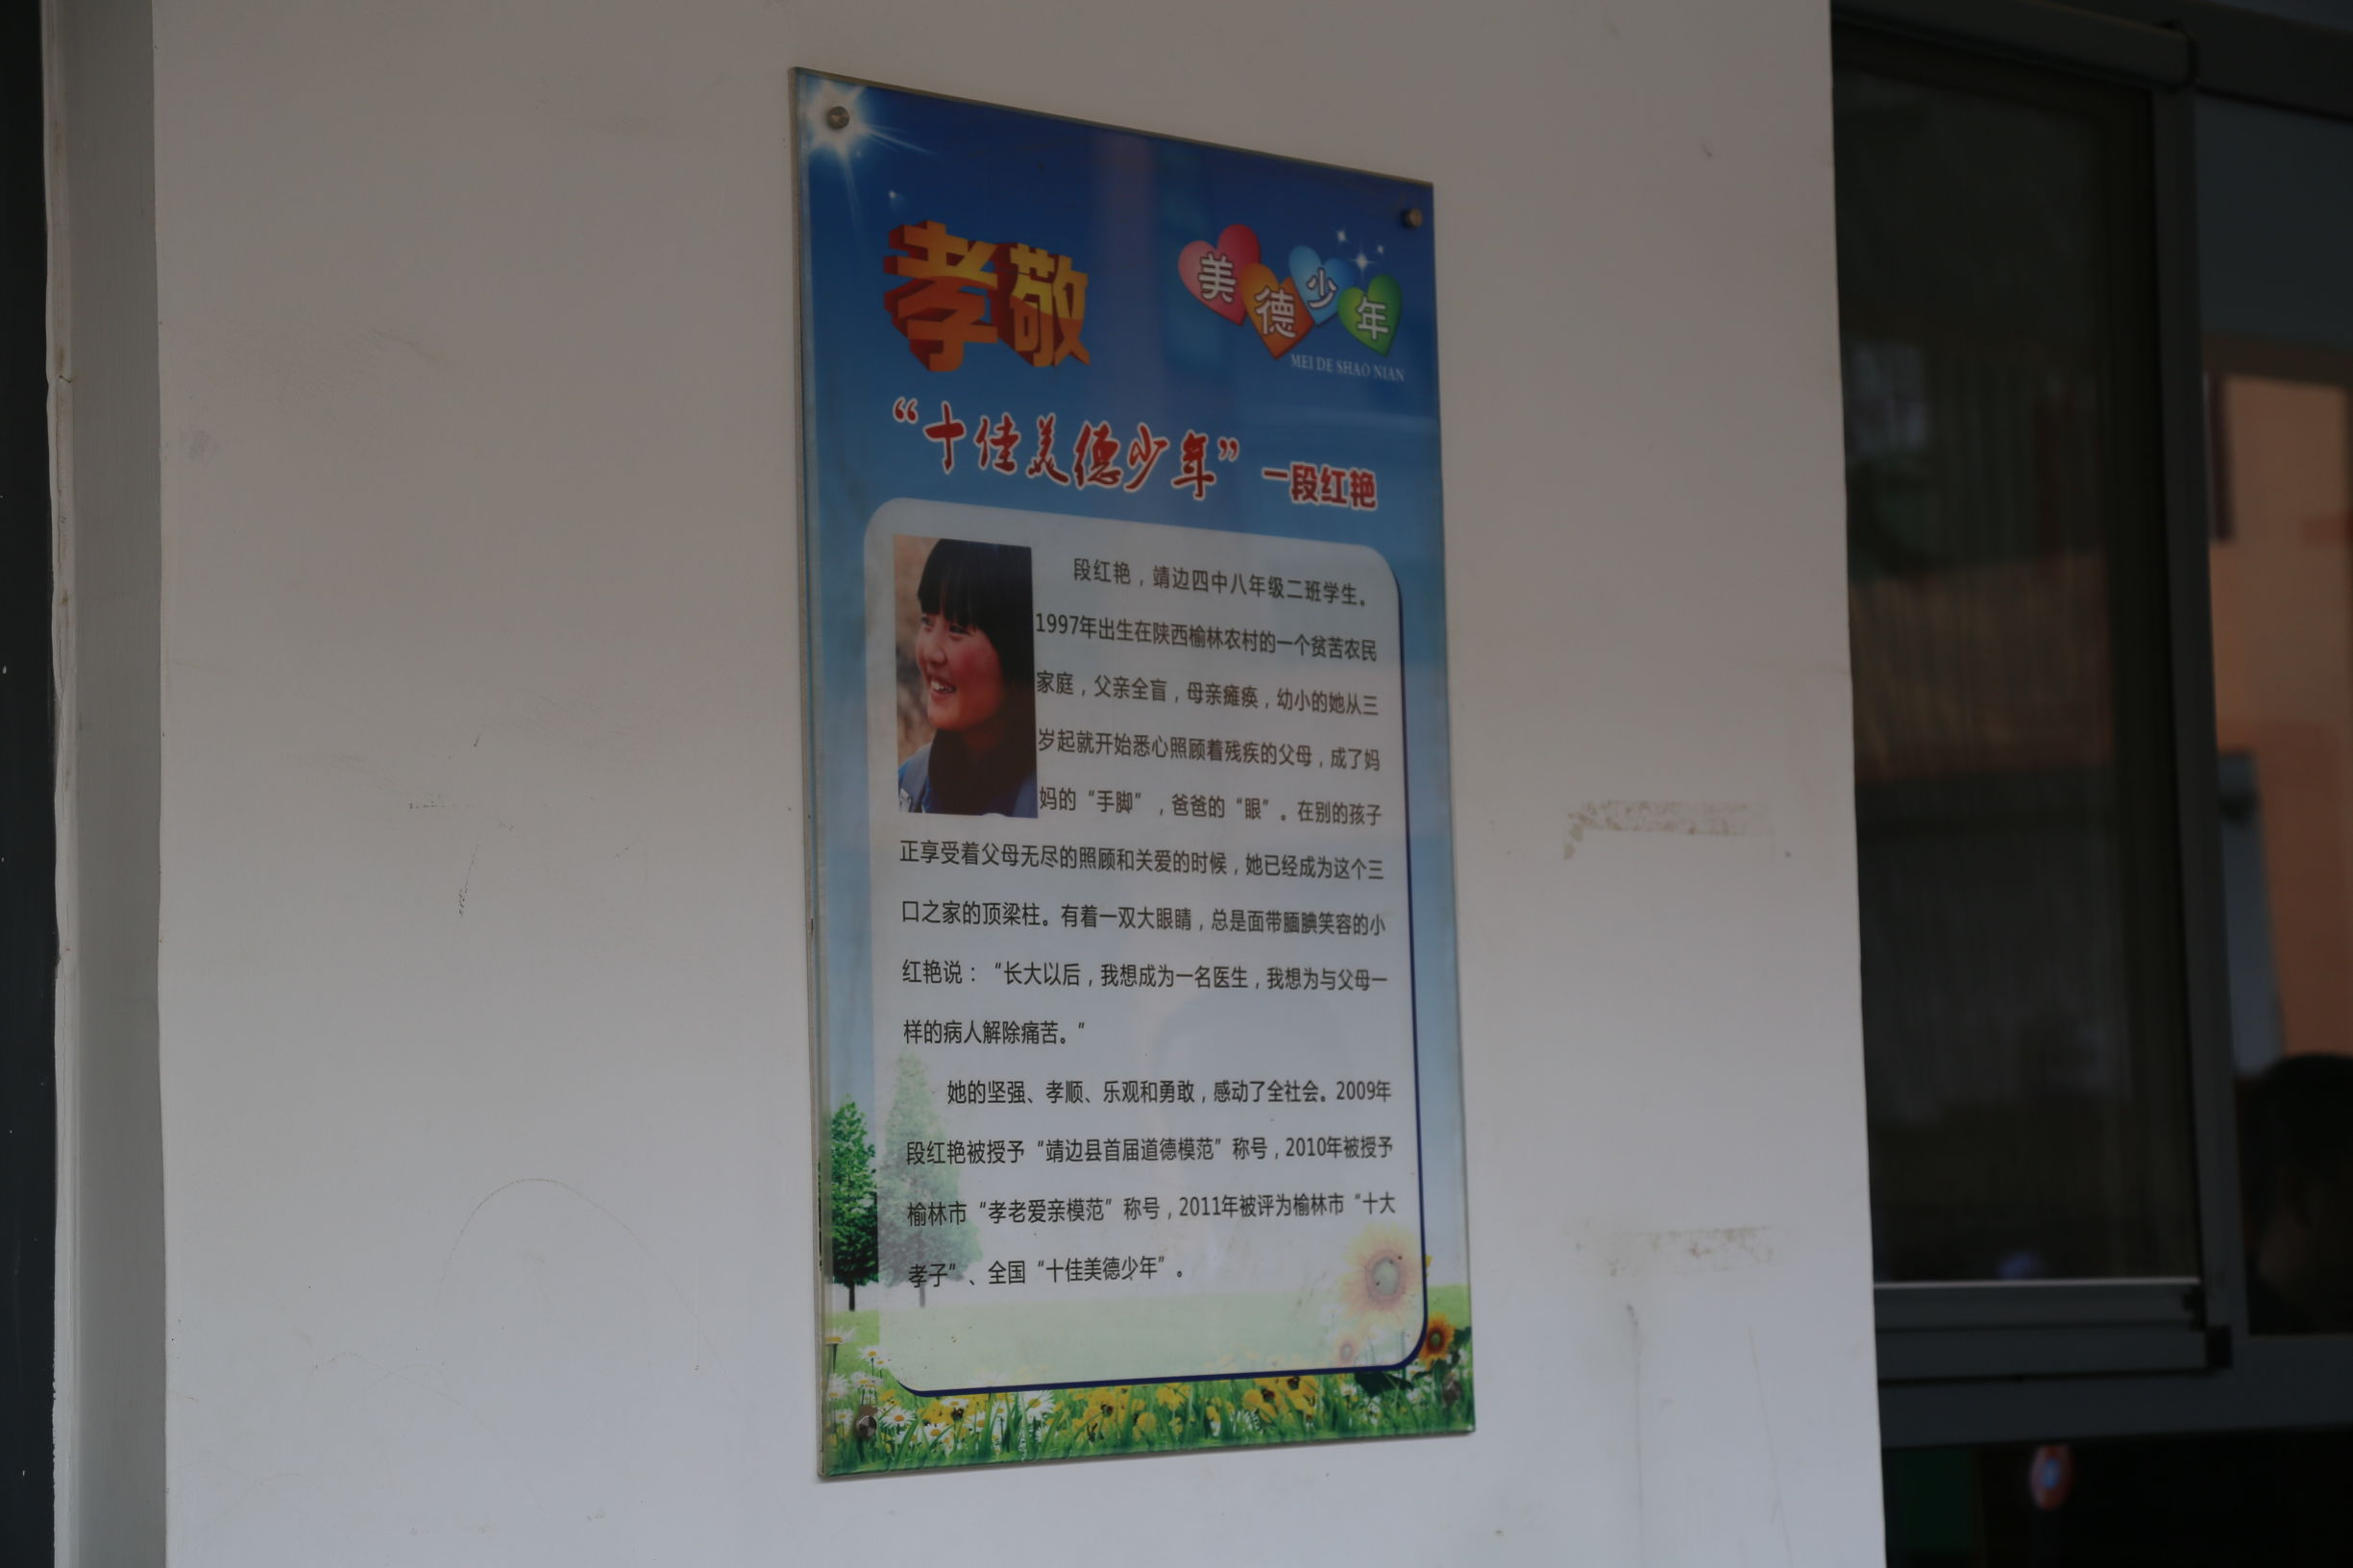 孝敬
美德少年
MEI DE SHAO NIAN
“十佳美德少年”一段红艳
段红艳，靖边四中八年级二班学生。
1997年出生在陕西榆林农村的一个贫苦农民
家庭，父亲全盲，母亲瘫痪，幼小的她从三
岁起就开始悉心照顾着残疾的父母，成了妈
妈的“手脚”，爸爸的“眼”。在别的孩子
正享受着父母无尽的照顾和关爱的时候，她已经成为这个三
口之家的顶梁柱。有着一双大眼睛，总是面带腼腆笑容的小
红艳说：“长大以后，我想成为一名医生，我想为与父母一
样的病人解除痛苦。”
她的坚强、孝顺、乐观和勇敢，感动了全社会。2009年
段红艳被授予“靖边县首届道德模范”称号，2010年被授予
榆林市“孝老爱亲模范”称号，2011年被评为榆林市“十大
孝子”、全国“十佳美德少年”。